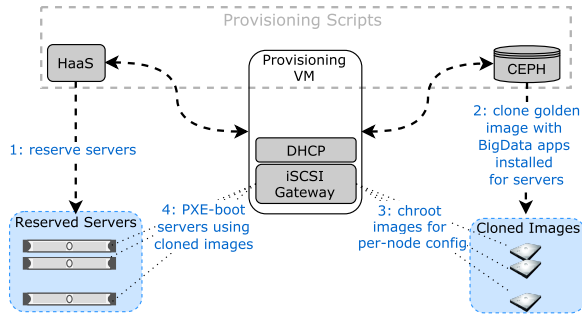 Provisioning Scripts
HaaS
Provisioning
VM
CEPH
DHCP
iSCSI
Gateway
1: reserve servers
2: clone golden
image with
BigData apps
installed
for servers
4: PXE-boot
servers using
cloned images
3: chroot
images for
per-node config
Reserved Servers
Cloned Images